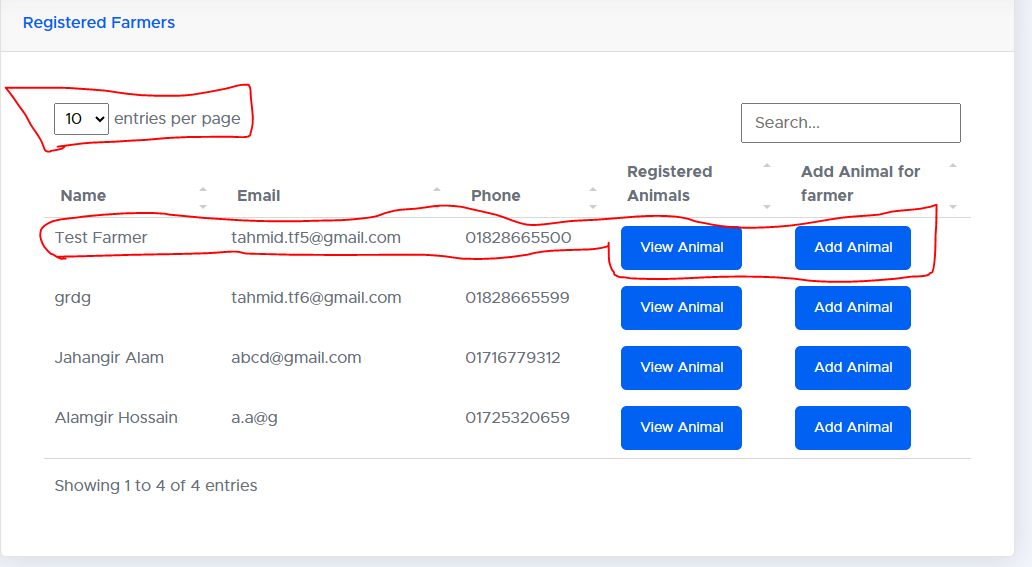 Registered Farmers
10 entries per page
Search...
Name Email Phone Registered Animals Add Animal for farmer
Test Farmer tahmid.tf5@gmail.com 01828665500 View Animal Add Animal
grdg tahmid.tf6@gmail.com 01828665599 View Animal Add Animal
Jahangir Alam abcd@gmail.com 01716779312 View Animal Add Animal
Alamgir Hossain a.a@g 01725320659 View Animal Add Animal
Showing 1 to 4 of 4 entries